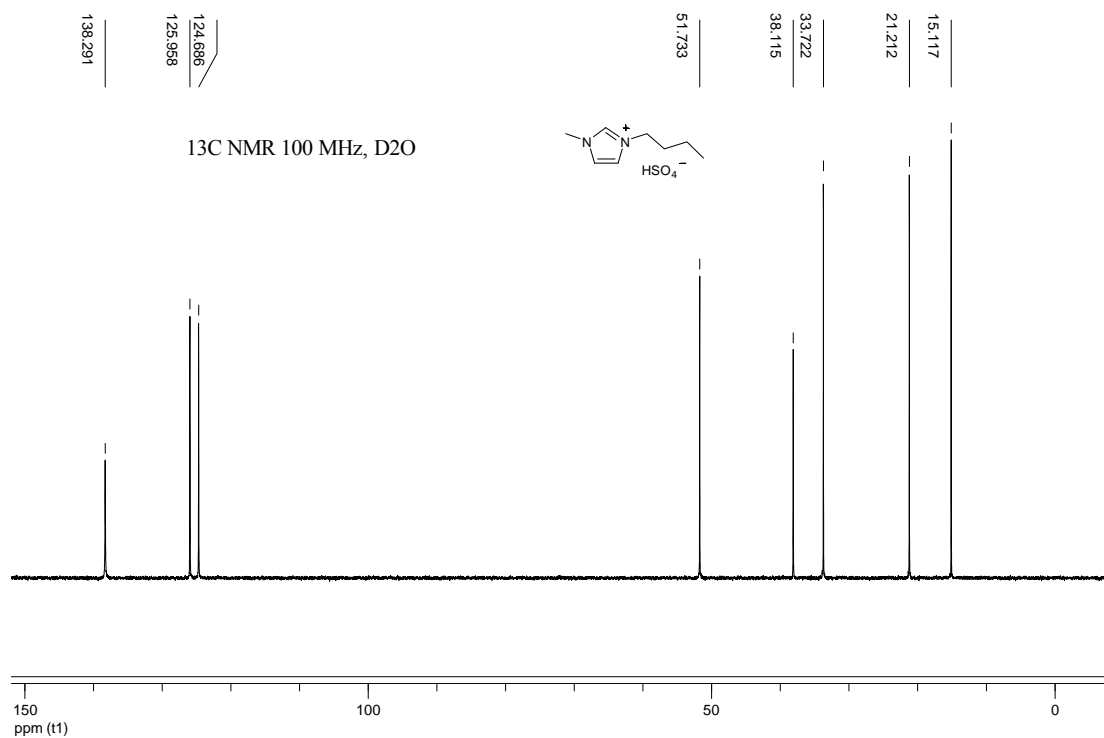 138.291
125.958
124.686
51.733
38.115
33.722
21.212
15.117
13C NMR 100 MHz, D2O
N
N
+
HSO4
−
150
100
50
0
ppm (t1)